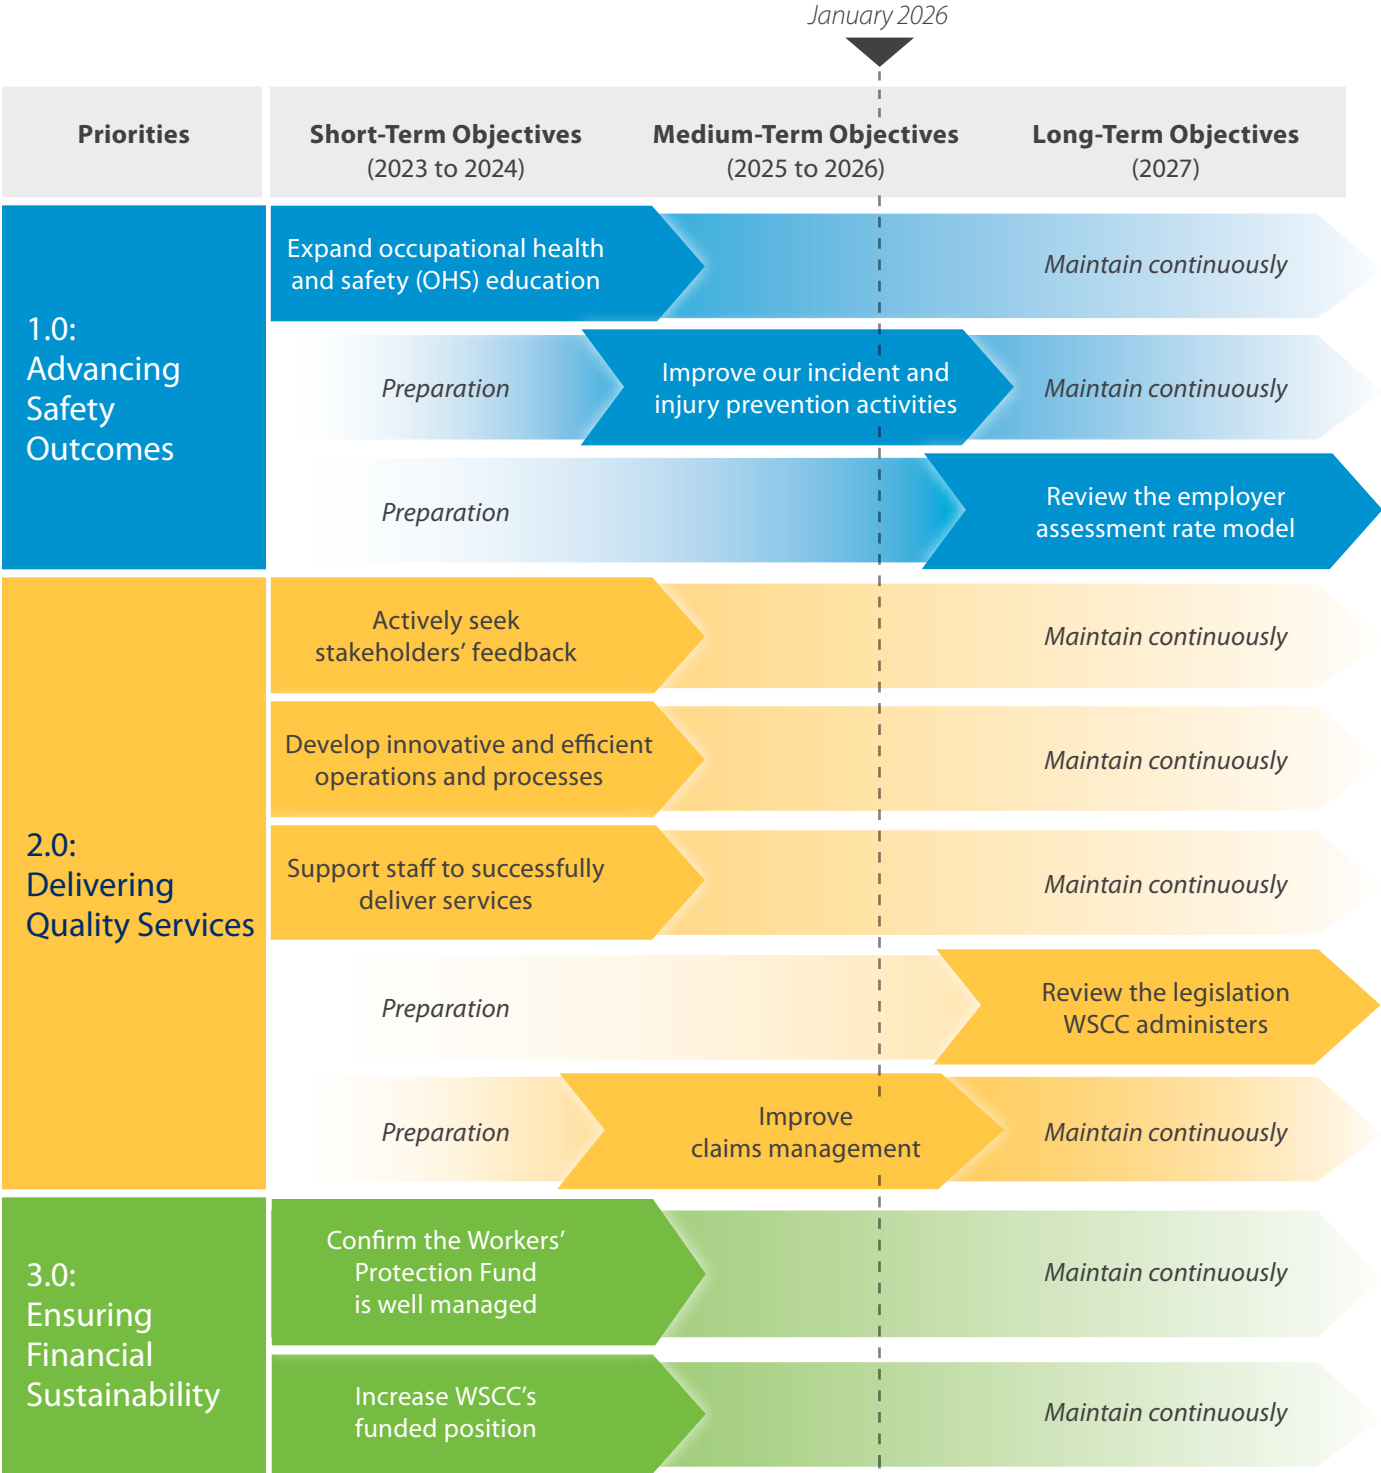 January 2026
Priorities
Short-Term Objectives
(2023 to 2024)
Medium-Term Objectives
(2025 to 2026)
Long-Term Objectives
(2027)
1.0:
Advancing
Safety
Outcomes
Expand occupational health
and safety (OHS) education
Maintain continuously
Preparation
Improve our incident and
injury prevention activities
Maintain continuously
Preparation
Review the employer
assessment rate model
2.0:
Delivering
Quality Services
Actively seek
stakeholders’ feedback
Maintain continuously
Develop innovative and efficient
operations and processes
Maintain continuously
Support staff to successfully
deliver services
Maintain continuously
Preparation
Review the legislation
WSCC administers
Preparation
Improve
claims management
Maintain continuously
3.0:
Ensuring
Financial
Sustainability
Confirm the Workers’
Protection Fund
is well managed
Maintain continuously
Increase WSCC’s
funded position
Maintain continuously